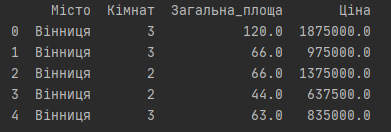 Місто Кімнат Загальна_площа Ціна
0 Вінниця 3 120.0 1875000.0
1 Вінниця 3 66.0 975000.0
2 Вінниця 2 66.0 1375000.0
3 Вінниця 2 44.0 637500.0
4 Вінниця 3 63.0 835000.0